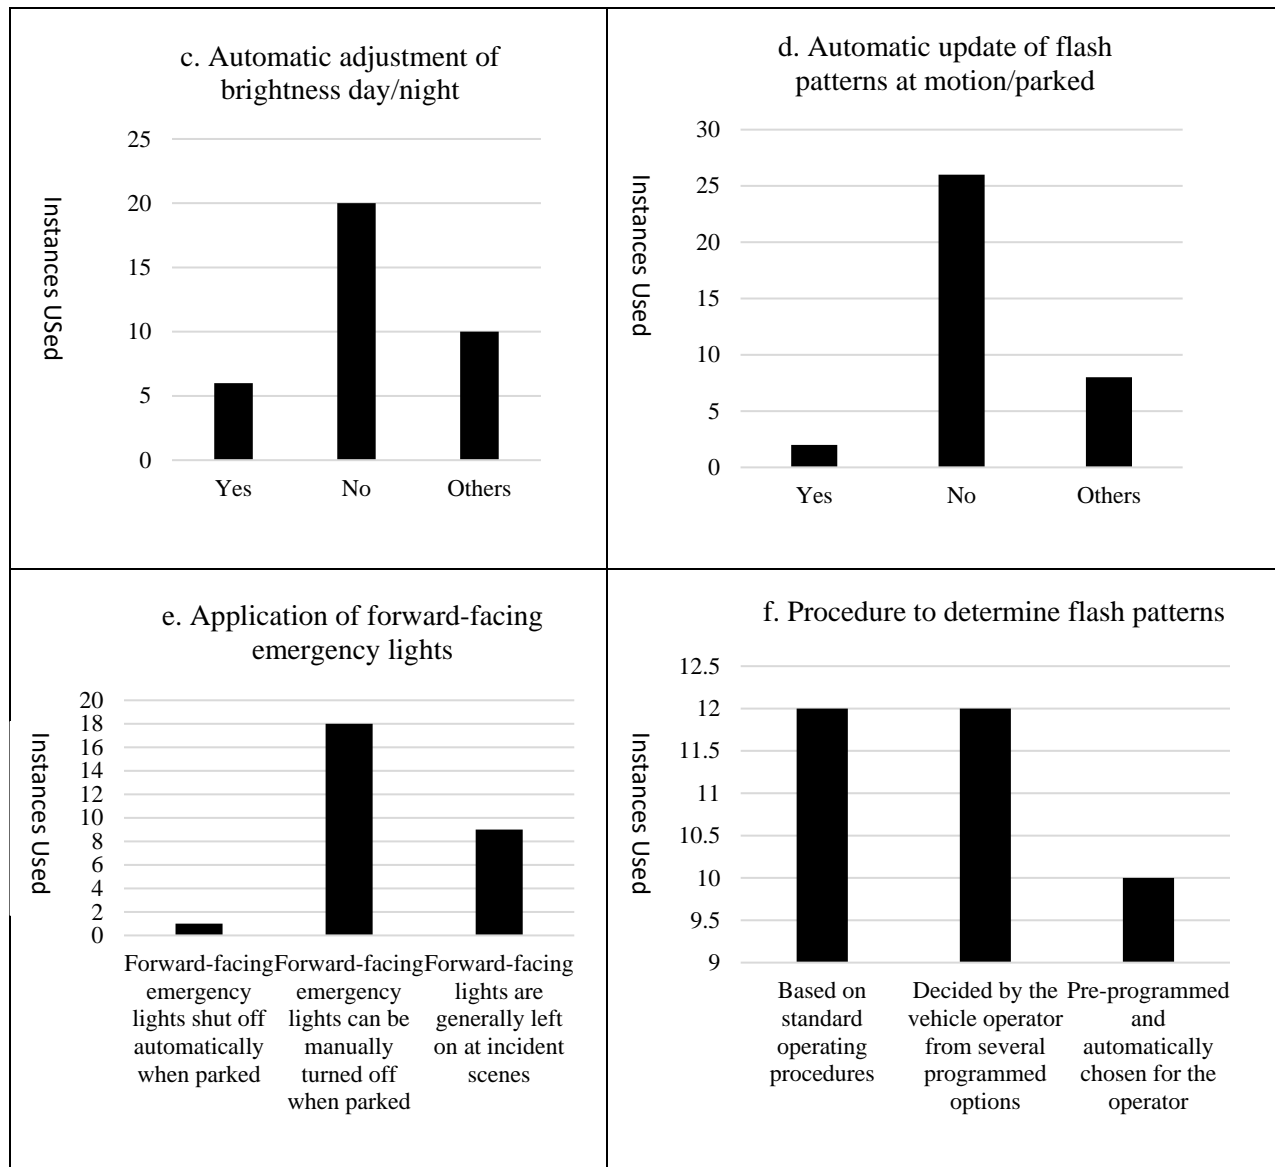 c. Automatic adjustment of
brightness day/night
25
20
15
10
5
0
Instances USed
Yes
No
Others
d. Automatic update of flash
patterns at motion/parked
30
25
20
15
10
5
0
Instances Used
Yes
No
Others
e. Application of forward-facing
emergency lights
20
18
16
14
12
10
8
6
4
2
0
Instances Used
Forward-facing
emergency
lights shut off
automatically
when parked
Forward-facing
emergency
lights can be
manually
turned off
when parked
Forward-facing
lights are
generally left
on at incident
scenes
f. Procedure to determine flash patterns
12.5
12
11.5
11
10.5
10
9.5
9
Instances Used
Based on
standard
operating
procedures
Decided by the
vehicle operator
from several
programmed
options
Pre-programmed
and
automatically
chosen for the
operator